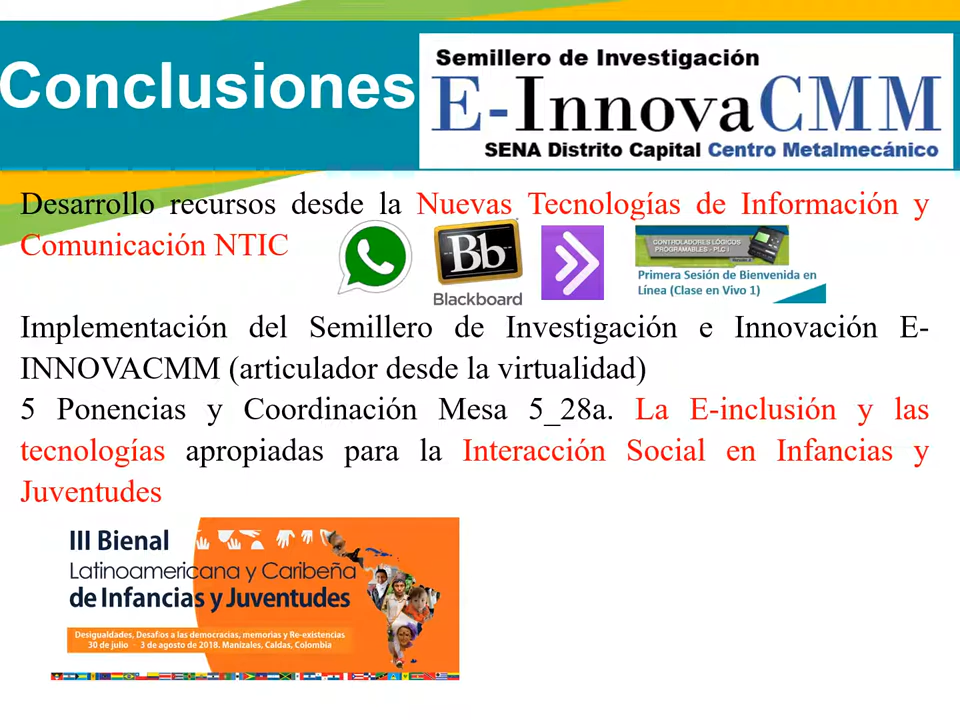 Conclusiones
Semillero de Investigación
E-InnovaCMM
SENA Distrito Capital Centro Metalmecánico
Desarrollo recursos desde la Nuevas Tecnologías de Información y
Comunicación NTIC
Bb
Blackboard
CONTROLADORES LÓGICOS
PROGRAMABLES - PLC I
Primera Sesión de Bienvenida en
Línea (Clase en Vivo 1)
Implementación del Semillero de Investigación e Innovación E-
INNOVACMM (articulador desde la virtualidad)
5 Ponencias y Coordinación Mesa 5_28a. La E-inclusión y las
tecnologías apropiadas para la Interacción Social en Infancias y
Juventudes
III Bienal
Latinoamericana y Caribeña
de Infancias y Juventudes
Desigualdades, Desafíos a las democracias, memorias y Re-existencias
30 de julio - 3 de agosto de 2018. Manizales, Caldas, Colombia